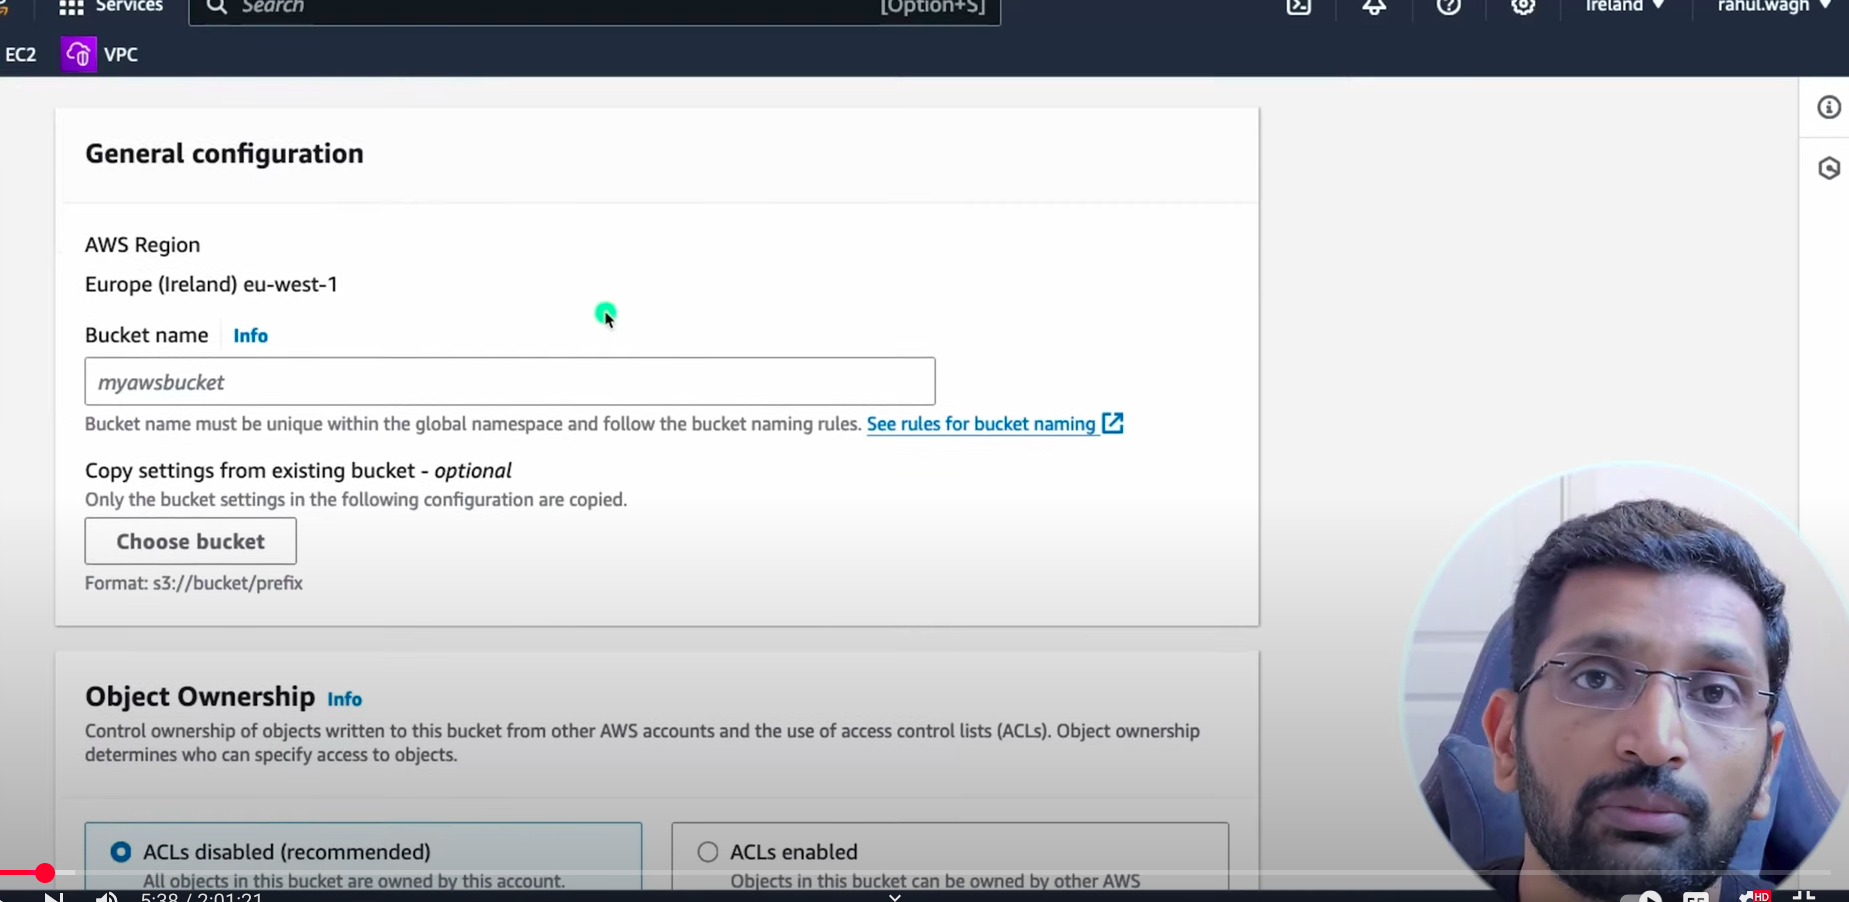 Services
Search
[Option+S]
Ireland
rahul.wagh
EC2
VPC
General configuration
AWS Region
Europe (Ireland) eu-west-1
Bucket name
Info
myawsbucket
Bucket name must be unique within the global namespace and follow the bucket naming rules. See rules for bucket naming
Copy settings from existing bucket - optional
Only the bucket settings in the following configuration are copied.
Choose bucket
Format: s3://bucket/prefix
Object Ownership Info
Control ownership of objects written to this bucket from other AWS accounts and the use of access control lists (ACLs). Object ownership
determines who can specify access to objects.
ACLs disabled (recommended)
All objects in this bucket are owned by this account.
ACLs enabled
Objects in this bucket can be owned by other AWS
5:38 / 2:01:21
HD